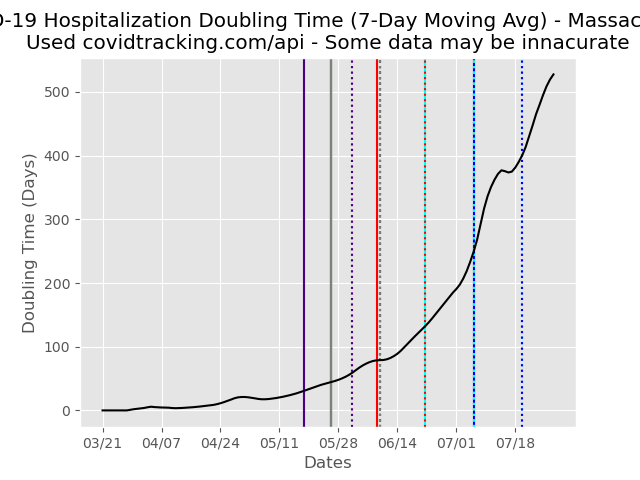 D-19 Hospitalization Doubling Time (7-Day Moving Avg) - Massac
Used covidtracking.com/api - Some data may be innacurate
500
400
300
200
100
0
Doubling Time (Days)
03/21 04/07 04/24 05/11 05/28 06/14 07/01 07/18
Dates